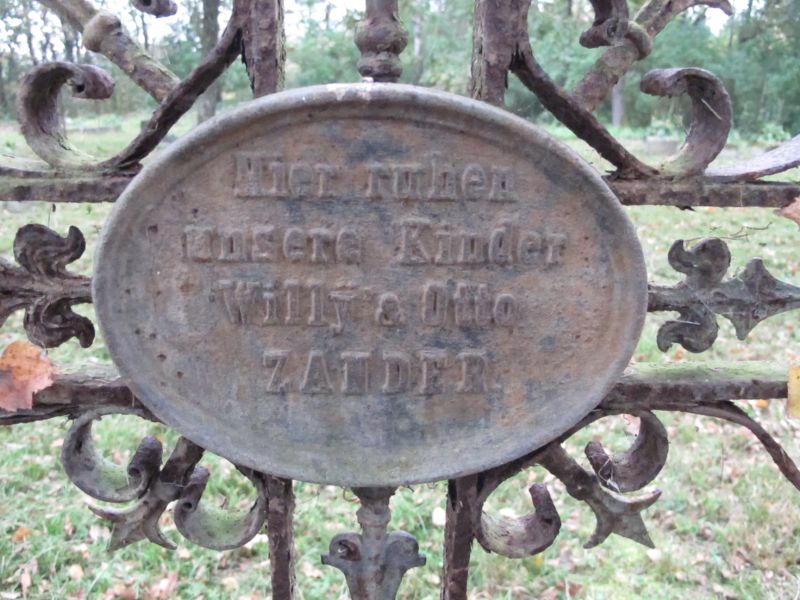 Hier ruhen
unsere Kinder
Willy & Otto
ZANDER.